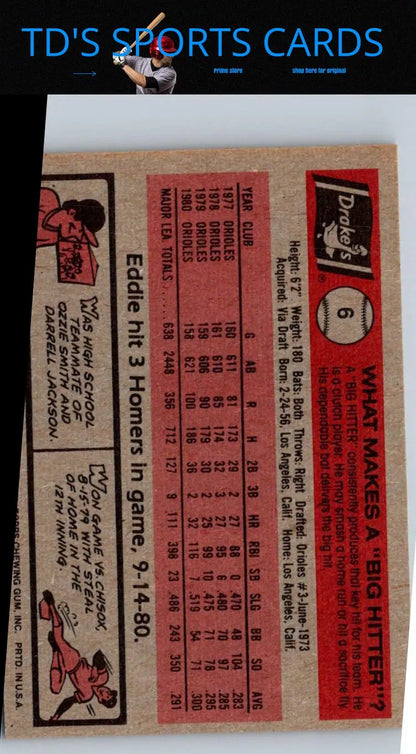 TD'S SPORTS CARDS
Prime store
shop here for original
Drake's ®
6
WHAT MAKES A "BIG HITTER"?
A "BIG HITTER" consistently produces that key hit for his team. He
is a clutch player. He may smash a home run or hit a sacrifice fly.
His dependable bat delivers the big hit.
Height: 6'2" Weight: 180 Bats: Both Throws: Right Drafted: Orioles #3-June-1973
Acquired: Via Draft Born: 2-24-56, Los Angeles, Calif. Home: Los Angeles, Calif.
YEAR CLUB G AB R H 2B 3B HR RBI SB SLG BB SO AVG
1977 ORIOLES 160 611 81 173 29 2 27 88 0 .470 48 104 .283
1978 ORIOLES 161 610 85 174 32 3 27 95 6 .480 70 97 .285
1979 ORIOLES 159 606 90 179 30 2 25 99 10 .475 71 78 .295
1980 ORIOLES 158 621 100 186 36 2 32 116 7 .519 54 71 .300
MAJOR LEA TOTALS ..... 638 2448 356 712 127 9 111 398 23 .486 243 350 .291
Eddie hit 3 Homers in game, 9-14-80.
WAS HIGH SCHOOL
TEAMMATE OF
OZZIE SMITH AND
DARRELL JACKSON.
WON GAME VS. CHISOX,
8-15-79 WITH STEAL
OF HOME IN THE
12TH INNING.
CHEWING GUM, INC. PRTD. IN U.S.A.